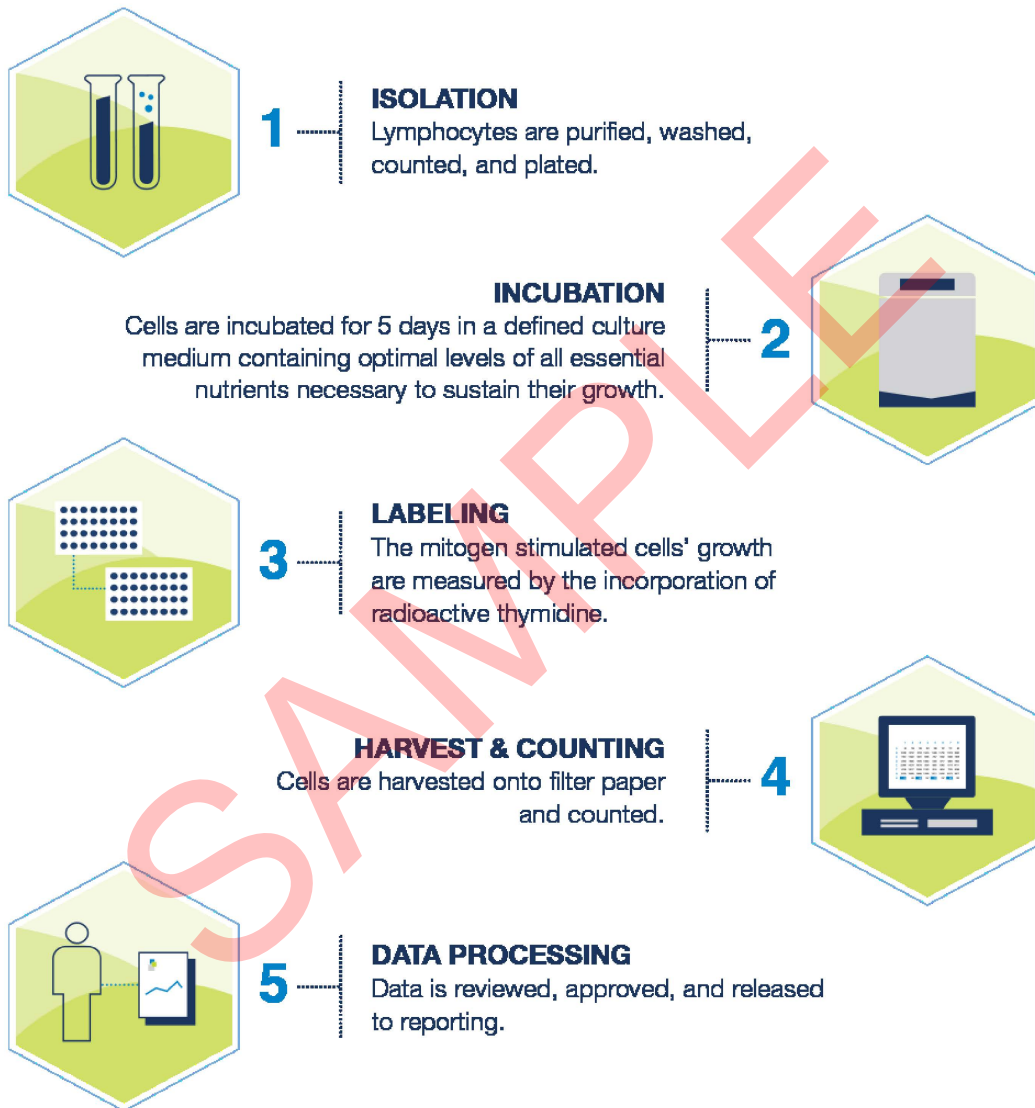 1
ISOLATION
Lymphocytes are purified, washed,
counted, and plated.
INCUBATION
Cells are incubated for 5 days in a defined culture
medium containing optimal levels of all essential
nutrients necessary to sustain their growth.
2
3
LABELING
The mitogen stimulated cells' growth
are measured by the incorporation of
radioactive thymidine.
HARVEST & COUNTING
Cells are harvested onto filter paper
and counted.
4
5
DATA PROCESSING
Data is reviewed, approved, and released
to reporting.
SAMPLE